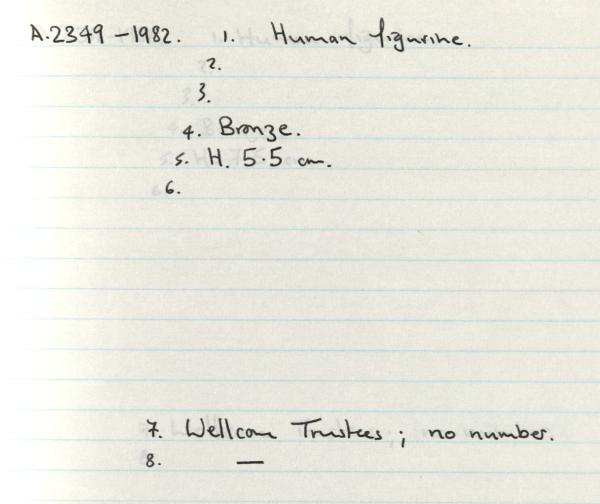 A.2349-1982. 1. Human figurine.
2.
3.
4. Bronze.
5. H. 5.5 cm.
6.
7. Wellcome Trustees; no number.
8. —